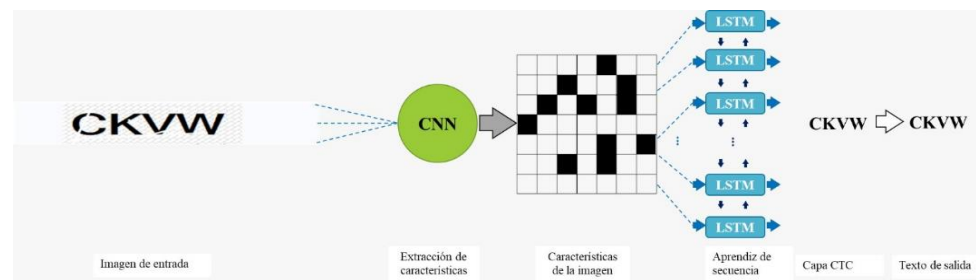 LSTM
LSTM
LSTM
CKVW
CNN
CKVW
CKVW
LSTM
LSTM
Imagen de entrada
Extracción de
características
Características
de la imagen
Aprendiz de
secuencia
Capa CTC
Texto de salida